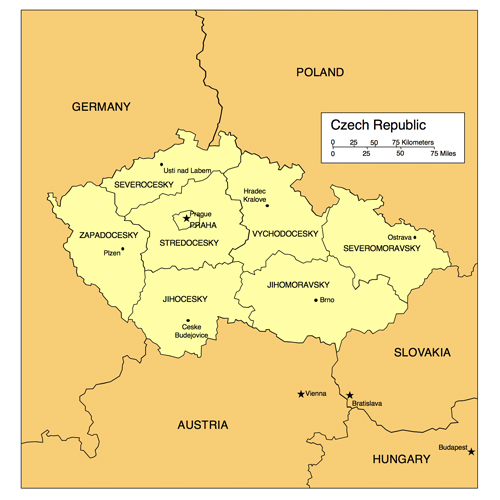 POLAND
GERMANY
Czech Republic
0 25 50 75 Kilometers
0 25 50 75 Miles
Usti nad Labem
SEVEROCESKY
Hradec
Kralove
Prague
PRAHA
ZAPADOCESKY
VYCHODOCESKY
Ostrava
STREDOCESKY
SEVEROMORAVSKY
Plzen
JIHOCESKY
JIHOMORAVSKY
Brno
Ceske
Budejovice
SLOVAKIA
Vienna
Bratislava
AUSTRIA
Budapest
HUNGARY